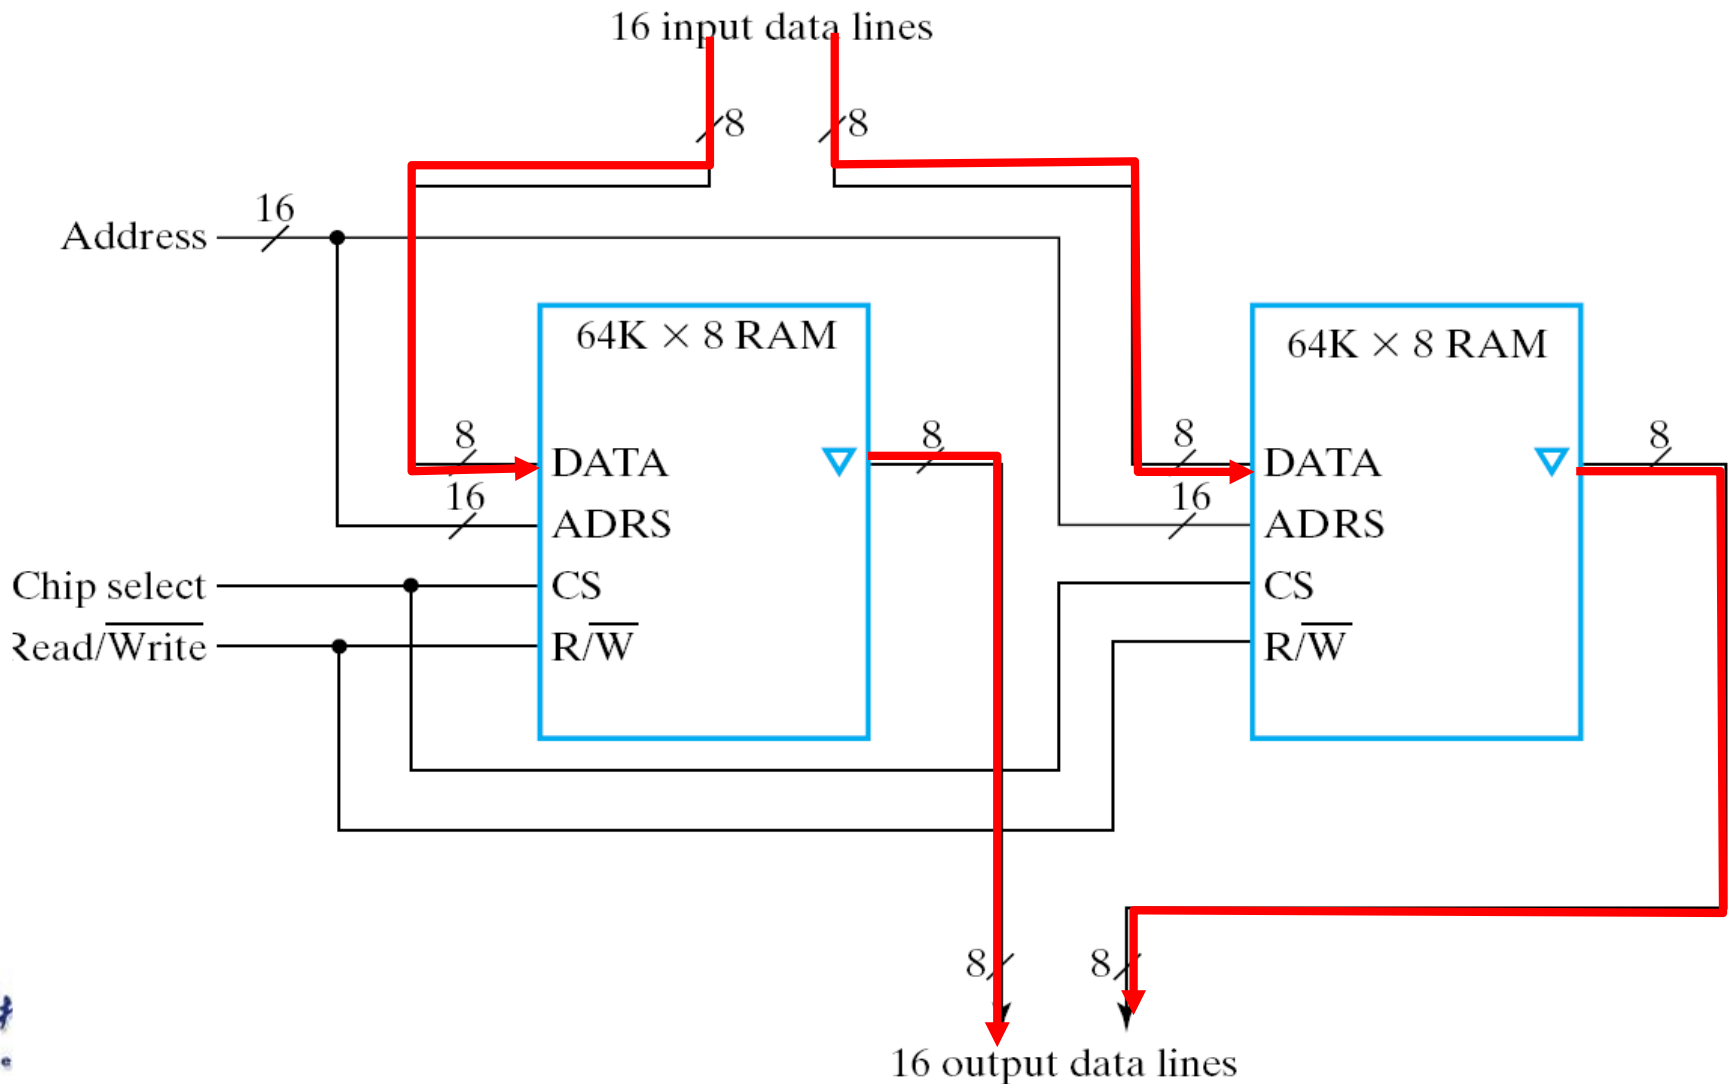 16 input data lines
8 8
16
Address
64K × 8 RAM 64K × 8 RAM
8 DATA 8 8 DATA 8
16 ADRS 16 ADRS
Chip select CS CS
Read/Write R/W R/W
8 8
16 output data lines